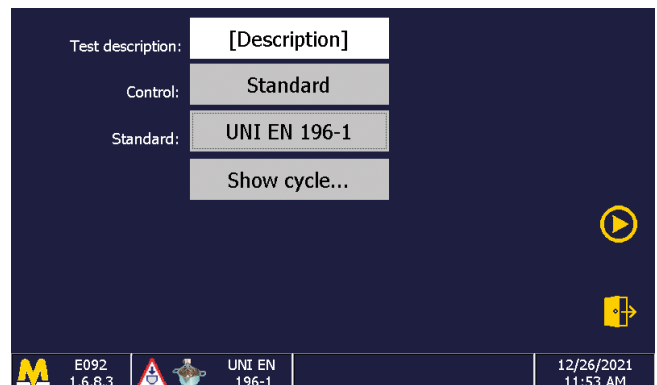 Test description: [Description]
Control: Standard
Standard: UNI EN 196-1
Show cycle...
E092
1.6.8.3
UNI EN
196-1
12/26/2021
11:53 AM